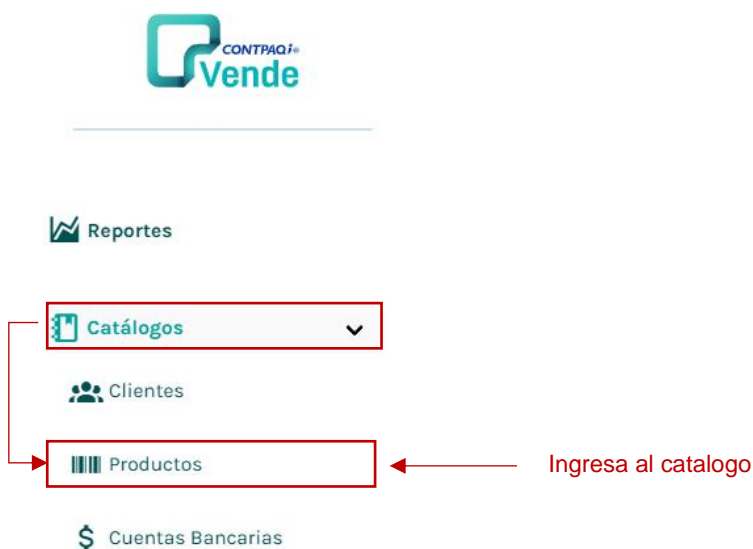 CONTPAQi®
Vende
Reportes
Catálogos
Clientes
Productos
Ingresa al catalogo
Cuentas Bancarias